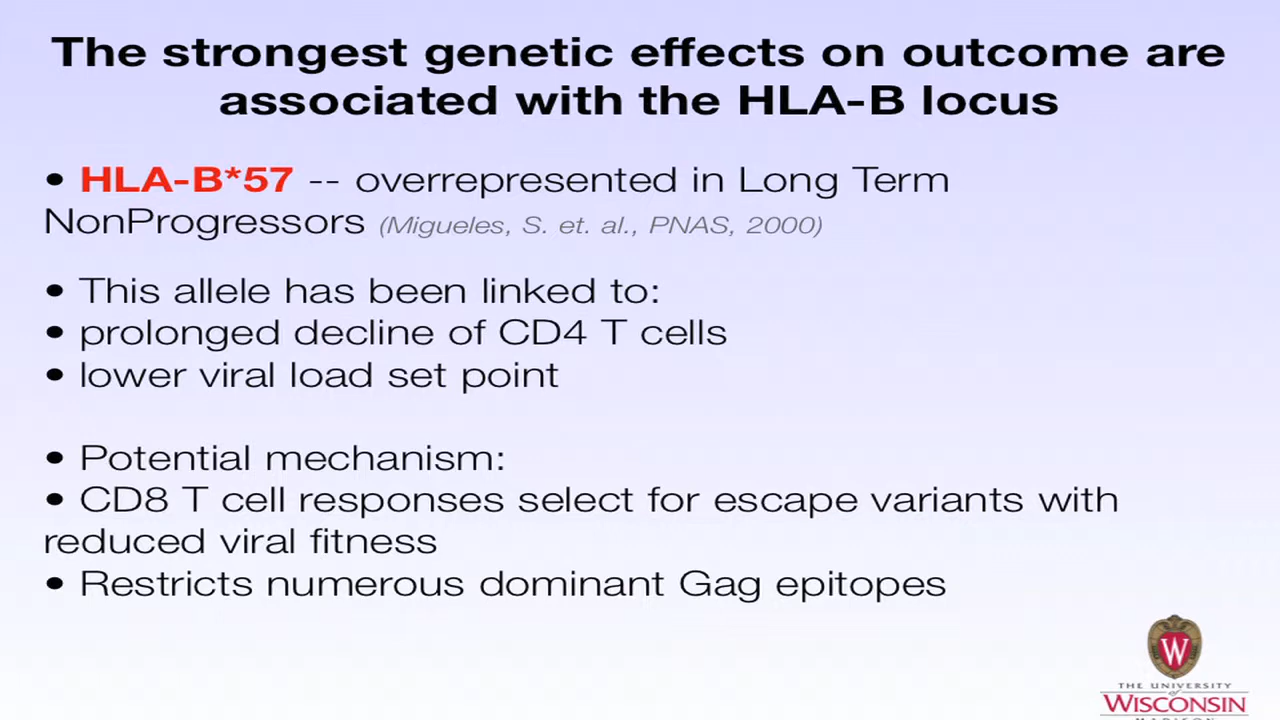 The strongest genetic effects on outcome are
associated with the HLA-B locus
• HLA-B*57 -- overrepresented in Long Term
NonProgressors (Migueles, S. et. al., PNAS, 2000)
• This allele has been linked to:
• prolonged decline of CD4 T cells
• lower viral load set point
• Potential mechanism:
• CD8 T cell responses select for escape variants with
reduced viral fitness
• Restricts numerous dominant Gag epitopes
W
THE UNIVERSITY
of
WISCONSIN
MADISON